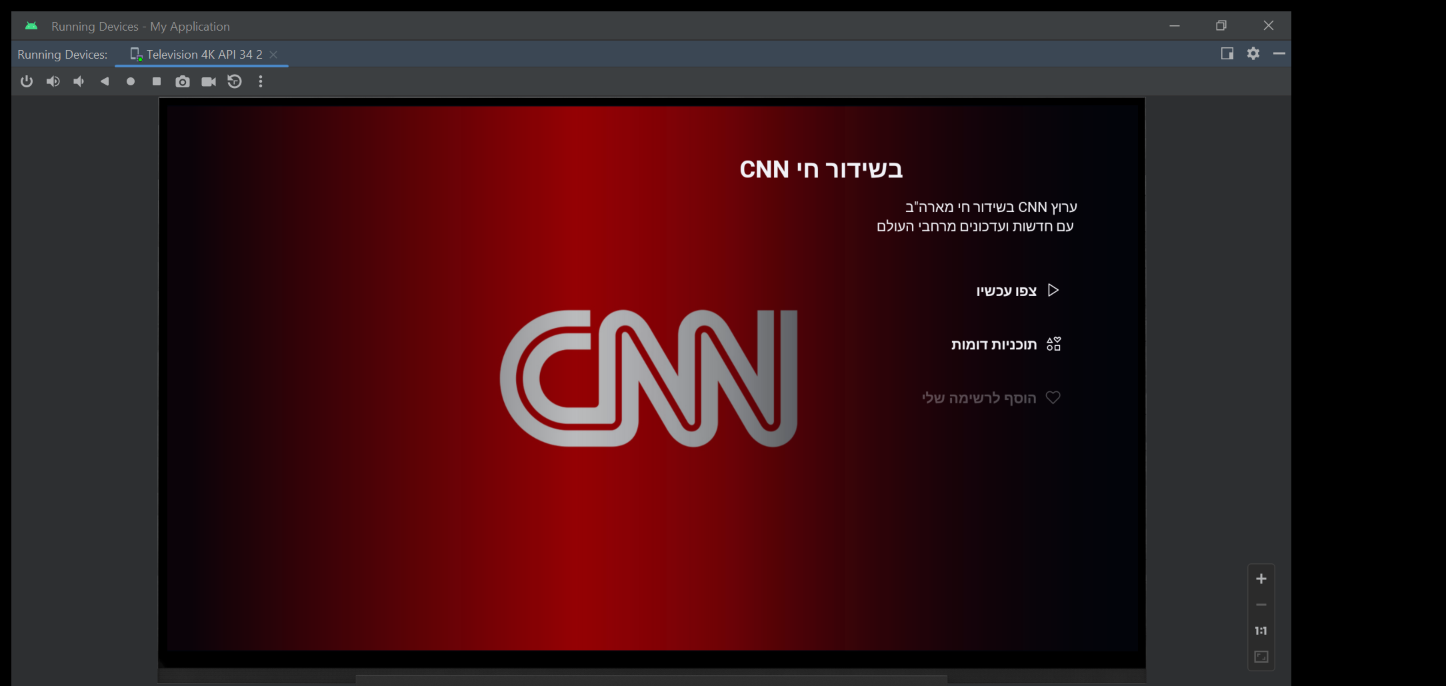 Running Devices - My Application
Running Devices:
Television 4K API 34 2
בשידור חי CNN
ערוץ CNN בשידור חי מארה"ב
עם חדשות ועדכונים מרחבי העולם
צפו עכשיו
תוכניות דומות
הוסף לרשימה שלי
CNN
1:1